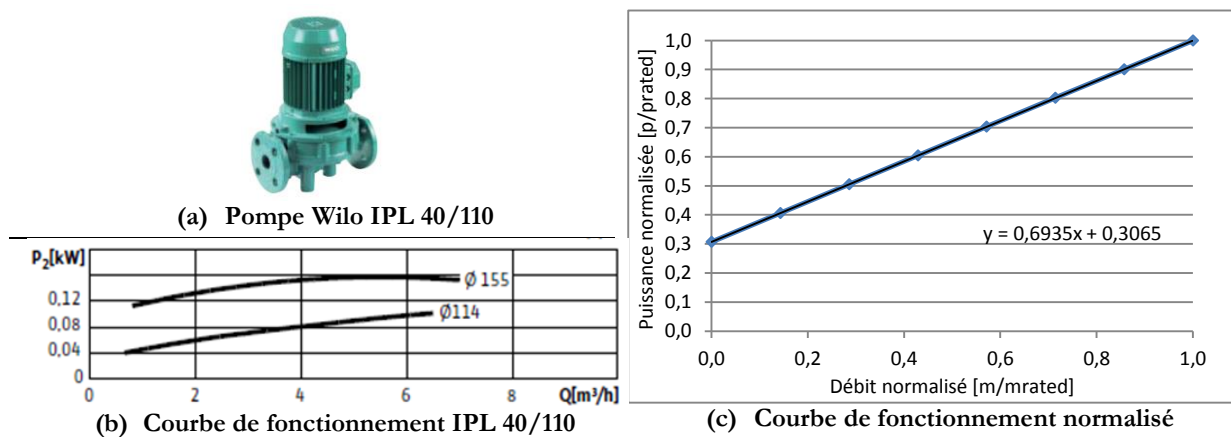 (a) Pompe Wilo IPL 40/110
P₂[kW]
0,12
0,08
0,04
0
Ø 155
Ø114
0 2 4 6 8 Q[m³/h]
(b) Courbe de fonctionnement IPL 40/110
Puissance normalisée [p/prated]
1,0
0,9
0,8
0,7
0,6
0,5
0,4
0,3
0,2
0,1
0,0
y = 0,6935x + 0,3065
0,0 0,2 0,4 0,6 0,8 1,0
Débit normalisé [m/mrated]
(c) Courbe de fonctionnement normalisé